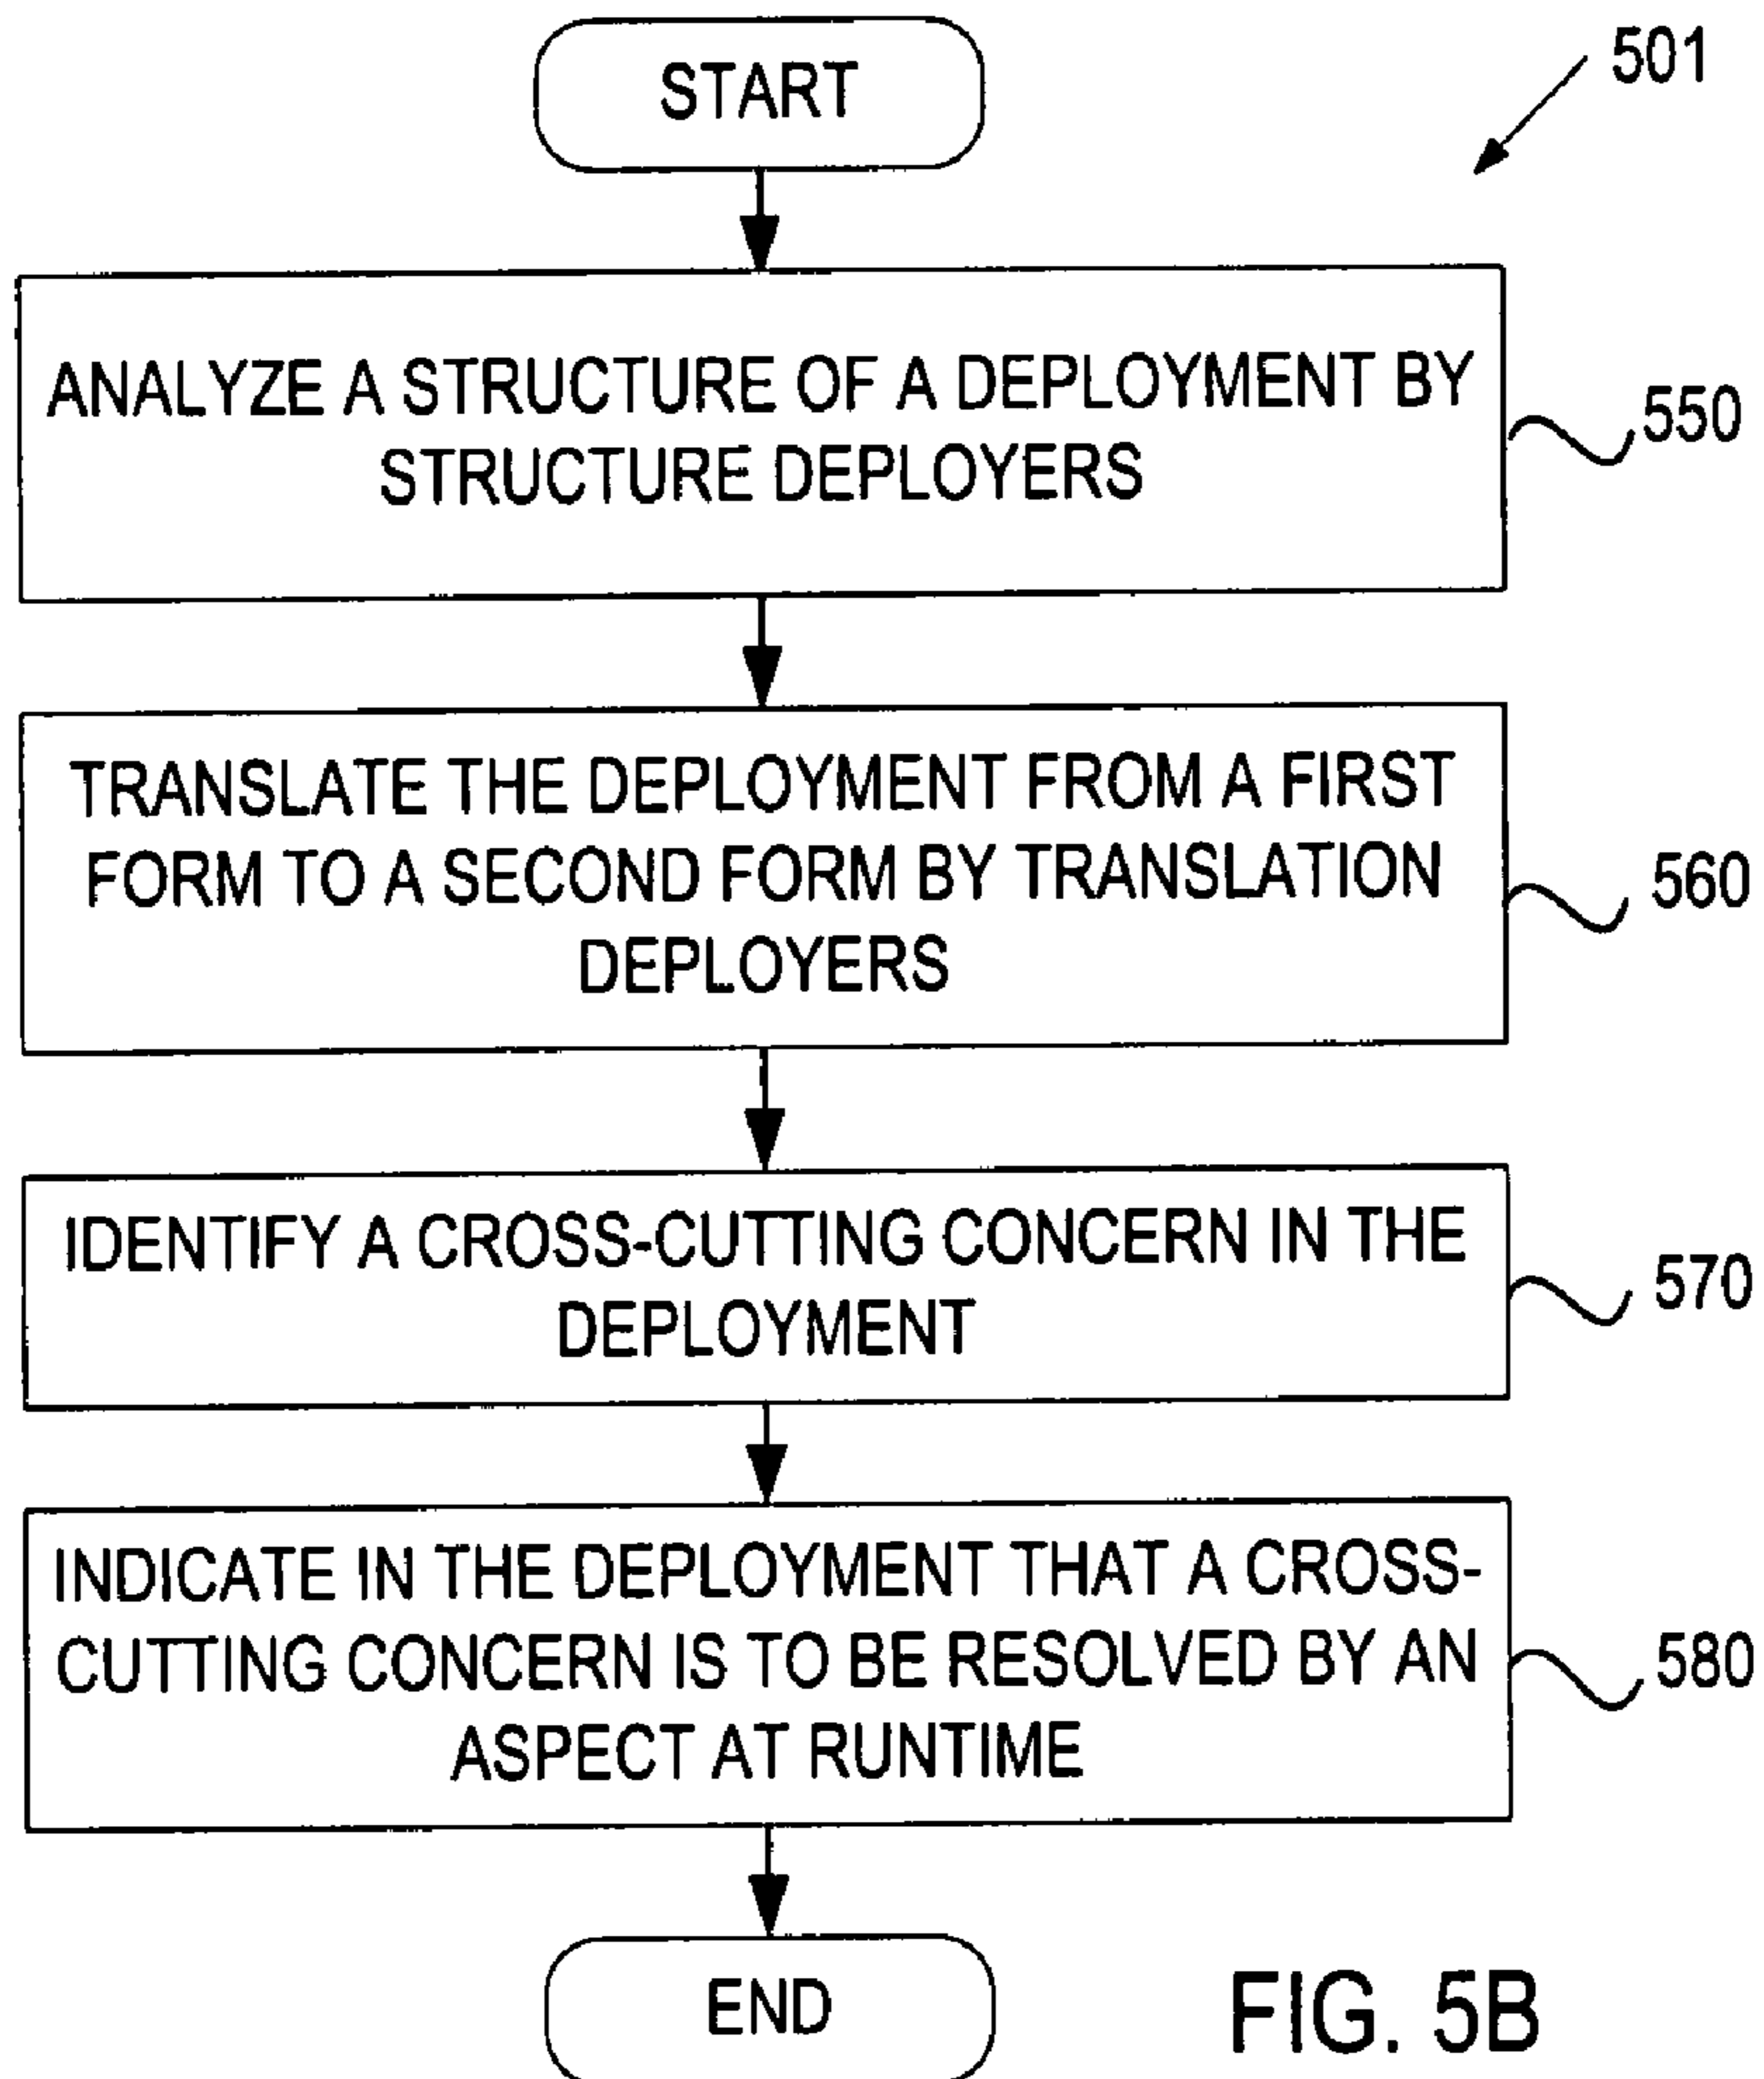 START
501
ANALYZE A STRUCTURE OF A DEPLOYMENT BY
STRUCTURE DEPLOYERS
550
TRANSLATE THE DEPLOYMENT FROM A FIRST
FORM TO A SECOND FORM BY TRANSLATION
DEPLOYERS
560
IDENTIFY A CROSS-CUTTING CONCERN IN THE
DEPLOYMENT
570
INDICATE IN THE DEPLOYMENT THAT A CROSS-
CUTTING CONCERN IS TO BE RESOLVED BY AN
ASPECT AT RUNTIME
580
END
FIG. 5B